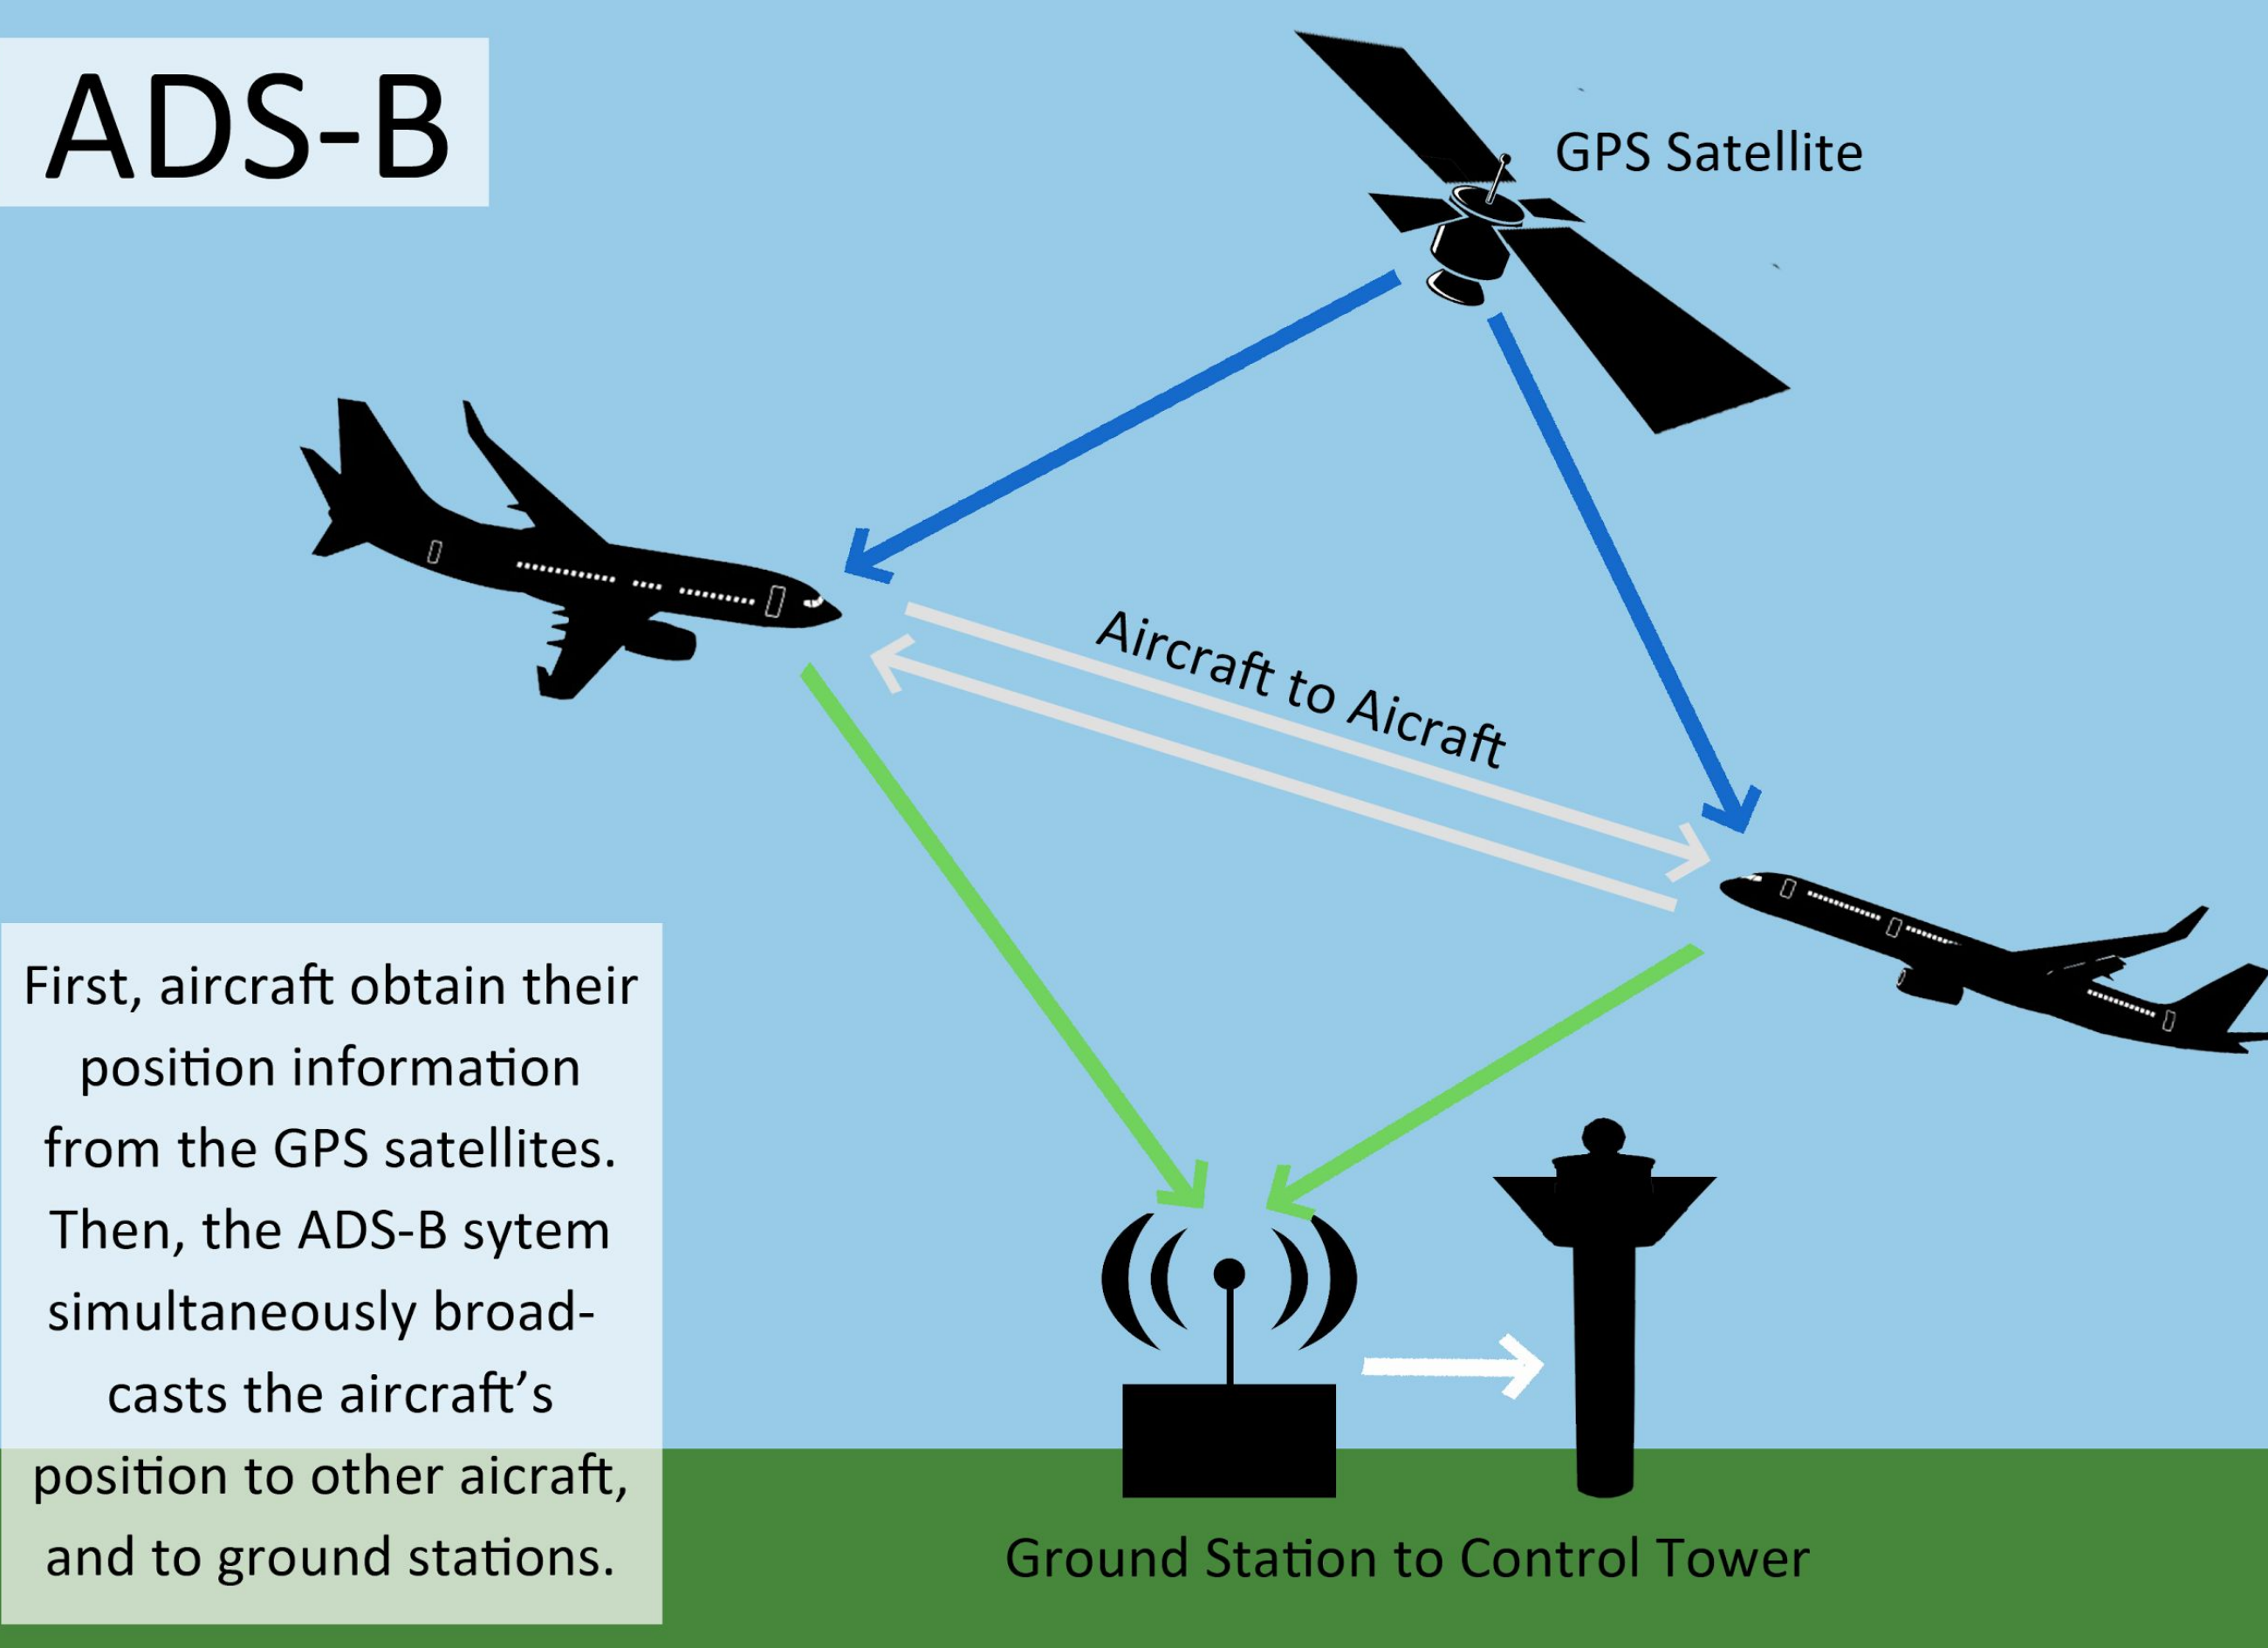 ADS-B
GPS Satellite
Aircraft to Aicraft
First, aircraft obtain their
position information
from the GPS satellites.
Then, the ADS-B sytem
simultaneously broad-
casts the aircraft’s
position to other aicraft,
and to ground stations.
Ground Station to Control Tower